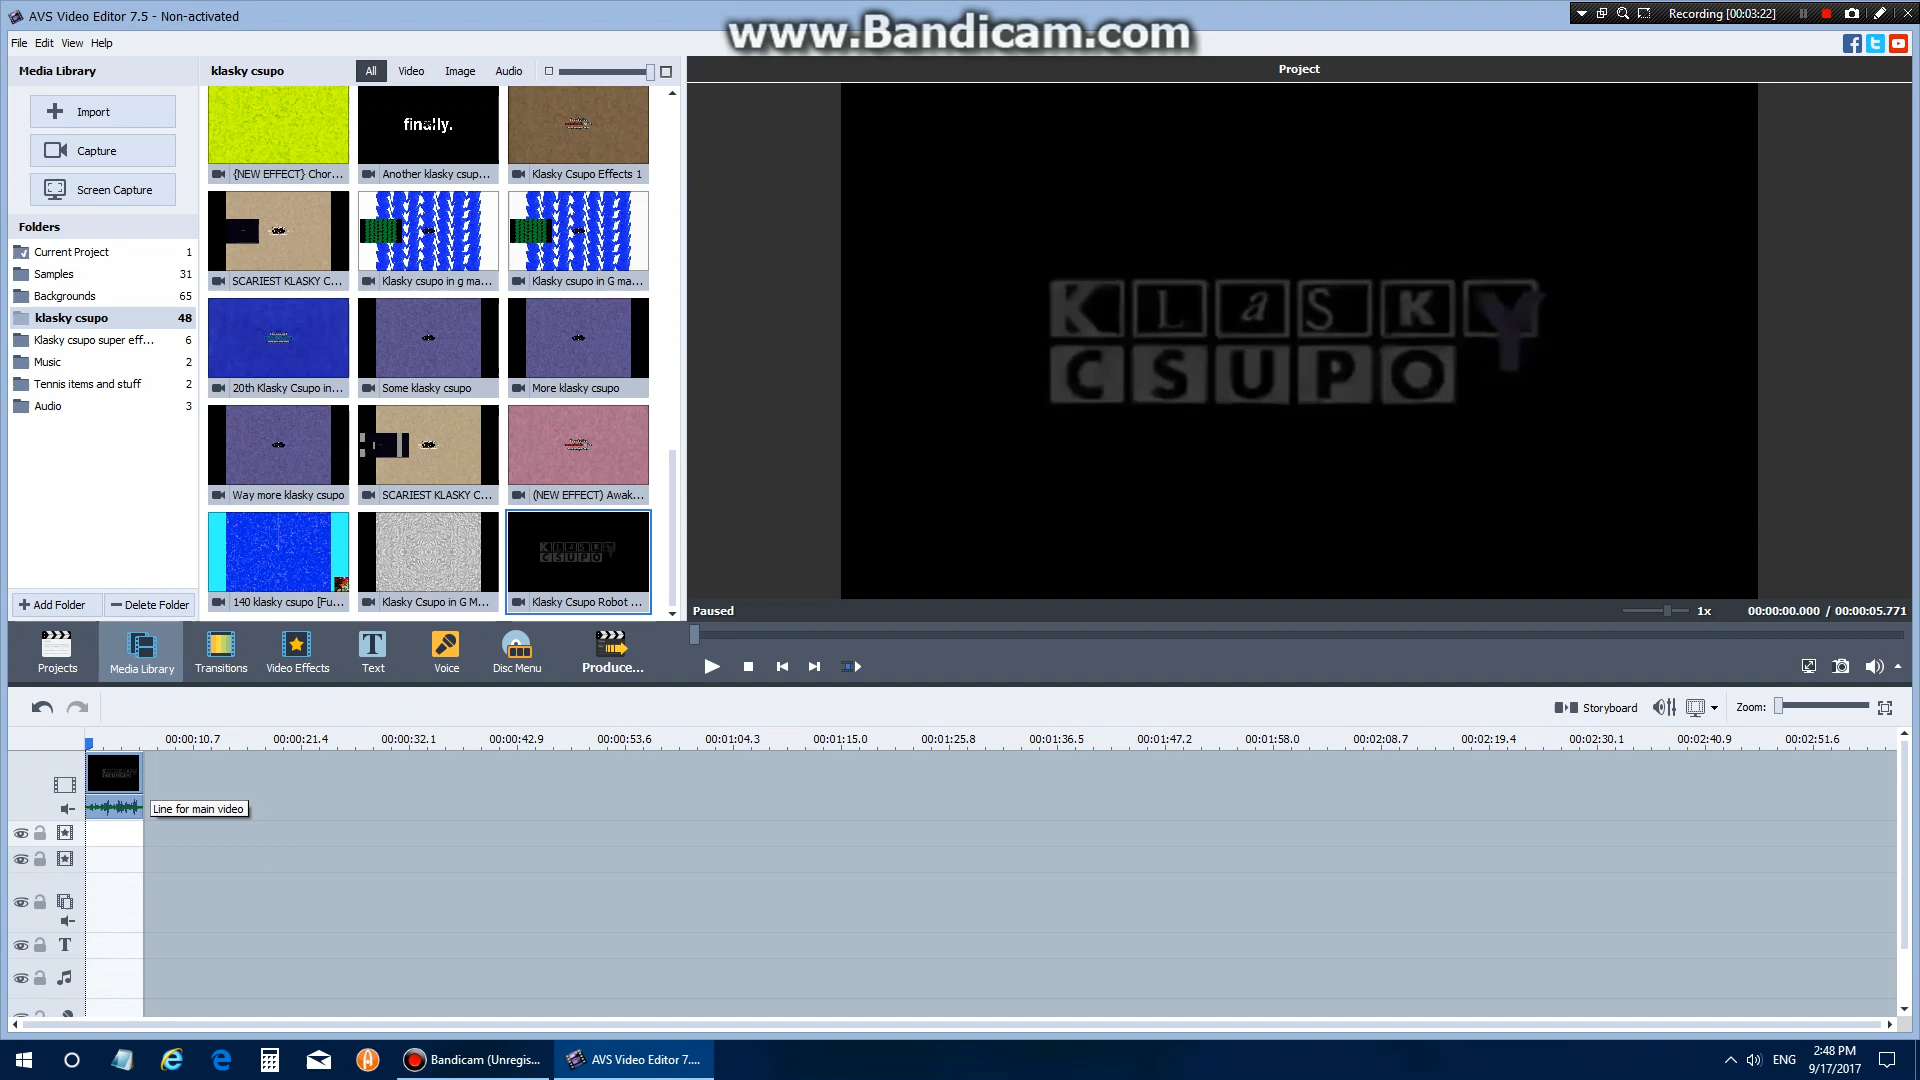 AVS Video Editor 7.5 - Non-activated
www.Bandicam.com
Recording [00:03:22]
File Edit View Help
Media Library
klasky csupo
All Video Image Audio
Project
Import
Capture
Screen Capture
Folders
Current Project 1
Samples 31
Backgrounds 65
klasky csupo 48
Klasky csupo super eff... 6
Music 2
Tennis items and stuff 2
Audio 3
Add Folder
Delete Folder
finally.
{NEW EFFECT} Chor...
Another klasky csup...
Klasky Csupo Effects 1
SCARIEST KLASKY C...
Klasky csupo in g ma...
Klasky csupo in G ma...
20th Klasky Csupo in...
Some klasky csupo
More klasky csupo
Way more klasky csupo
SCARIEST KLASKY C...
(NEW EFFECT) Awak...
KLaSKY
CSUPO
140 klasky csupo [Fu...
Klasky Csupo in G M...
Klasky Csupo Robot ...
KLaSKY
CSUPO
Paused
1x
00:00:00.000 / 00:00:05.771
Projects
Media Library
Transitions
Video Effects
Text
Voice
Disc Menu
Produce...
Storyboard
Zoom:
00:00:10.7 00:00:21.4 00:00:32.1 00:00:42.9 00:00:53.6 00:01:04.3 00:01:15.0 00:01:25.8 00:01:36.5 00:01:47.2 00:01:58.0 00:02:08.7 00:02:19.4 00:02:30.1 00:02:40.9 00:02:51.6
Line for main video
Bandicam (Unregis...
AVS Video Editor 7....
ENG
2:48 PM
9/17/2017